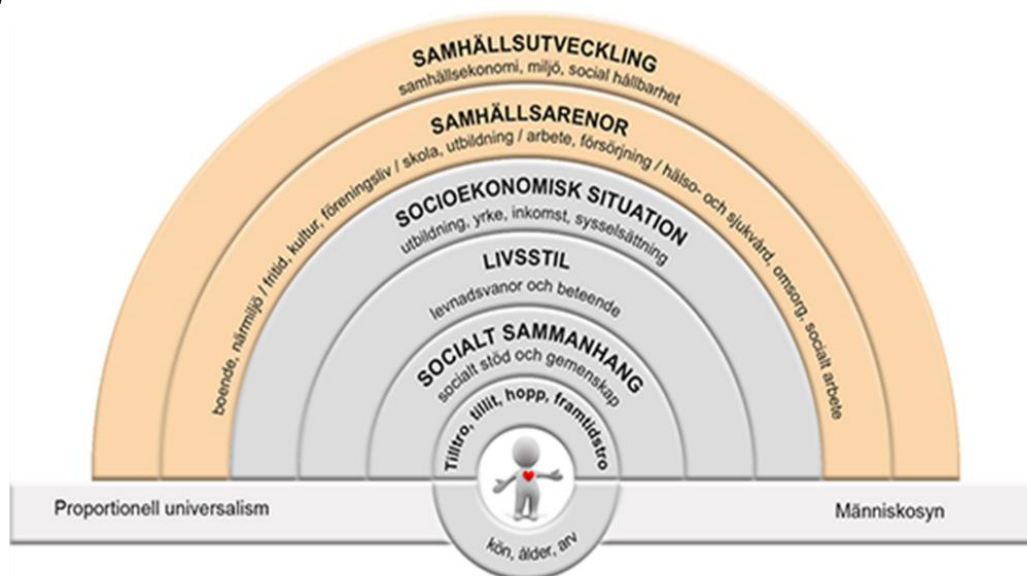 SAMHÄLLSUTVECKLING
samhällsekonomi, miljö, social hållbarhet
SAMHÄLLSARENOR
boende, närmiljö / fritid, kultur, föreningsliv / skola, utbildning / arbete, försörjning / hälso- och sjukvård, omsorg, socialt arbete
SOCIOEKONOMISK SITUATION
utbildning, yrke, inkomst, sysselsättning
LIVSSTIL
levnadsvanor och beteende
SOCIALT SAMMANHANG
socialt stöd och gemenskap
Tilltro, tillit, hopp, framtidstro
Proportionell universalism
Människosyn
kön, ålder, arv